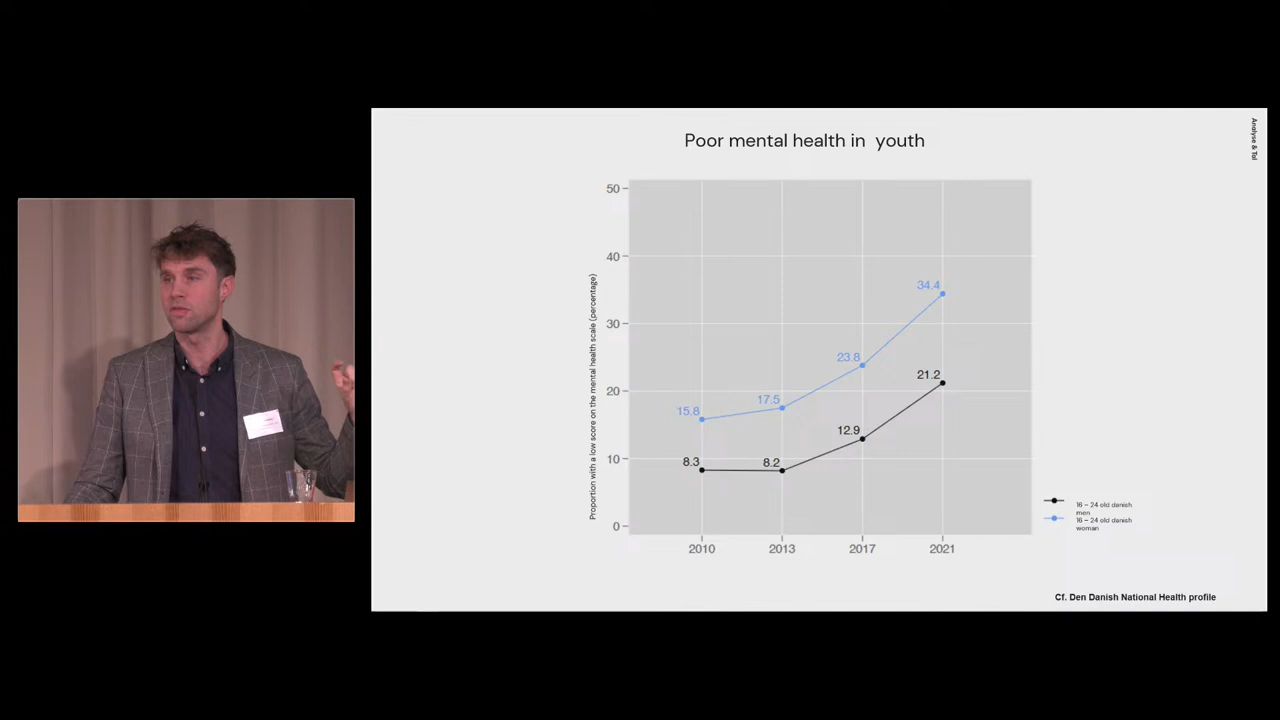 Poor mental health in  youth
Analyse & Tal
Proportion with a low score on the mental health scale (percentage)
50
40
30
20
10
0
15.8
17.5
23.8
34.4
8.3
8.2
12.9
21.2
2010
2013
2017
2021
16 – 24 old danish
men
16 – 24 old danish
woman
Cf. Den Danish National Health profile